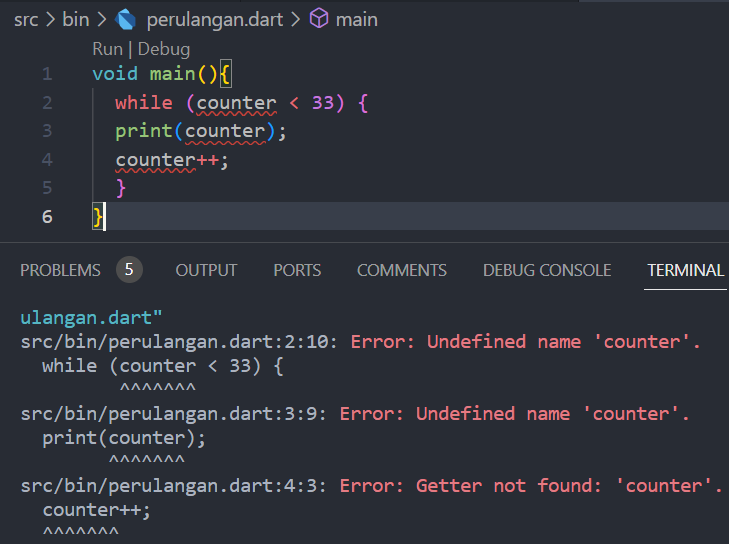 src > bin > perulangan.dart > main
Run | Debug
1 void main(){
2 while (counter < 33) {
3 print(counter);
4 counter++;
5 }
6 }
PROBLEMS 5 OUTPUT PORTS COMMENTS DEBUG CONSOLE TERMINAL
ulangan.dart"
src/bin/perulangan.dart:2:10: Error: Undefined name 'counter'.
while (counter < 33) {
^^^^^^^
src/bin/perulangan.dart:3:9: Error: Undefined name 'counter'.
print(counter);
^^^^^^^
src/bin/perulangan.dart:4:3: Error: Getter not found: 'counter'.
counter++;
^^^^^^^